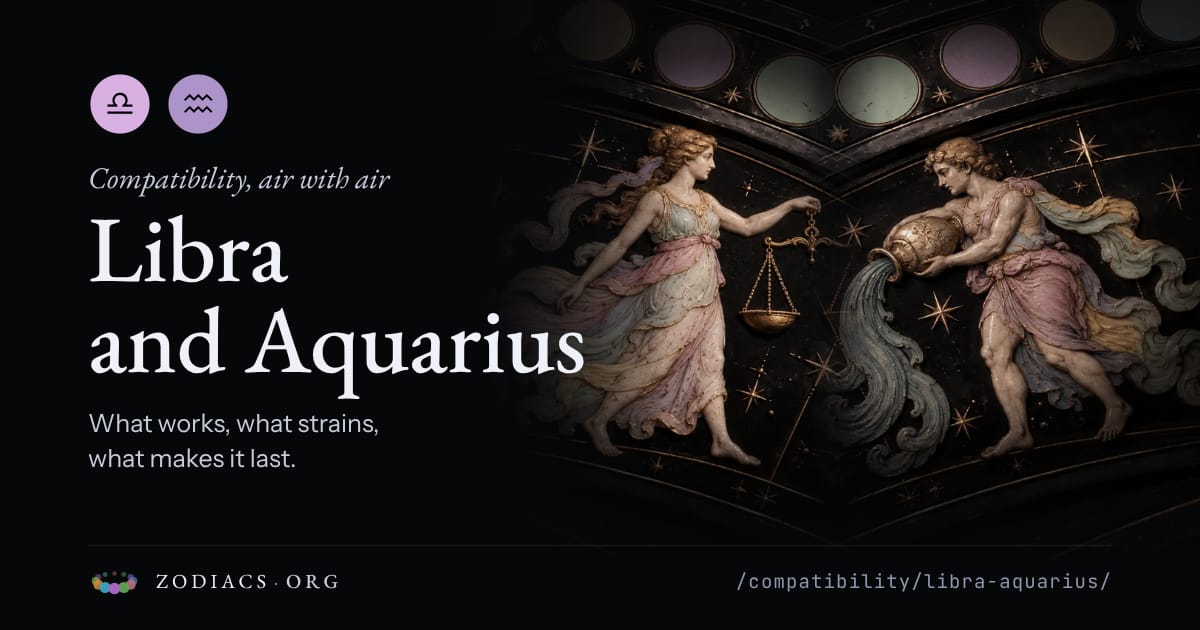 Compatibility, air with air
Libra
and Aquarius
What works, what strains,
what makes it last.
ZODIACS · ORG
/compatibility/libra-aquarius/